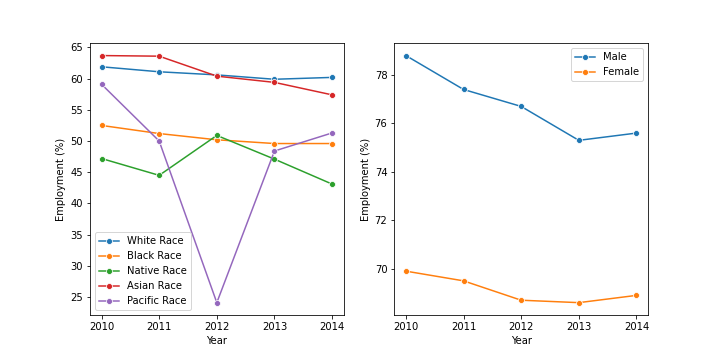 65
60
55
50
45
40
35
30
25
Employment (%)
White Race
Black Race
Native Race
Asian Race
Pacific Race
2010 2011 2012 2013 2014
Year
78
76
74
72
70
Employment (%)
Male
Female
2010 2011 2012 2013 2014
Year